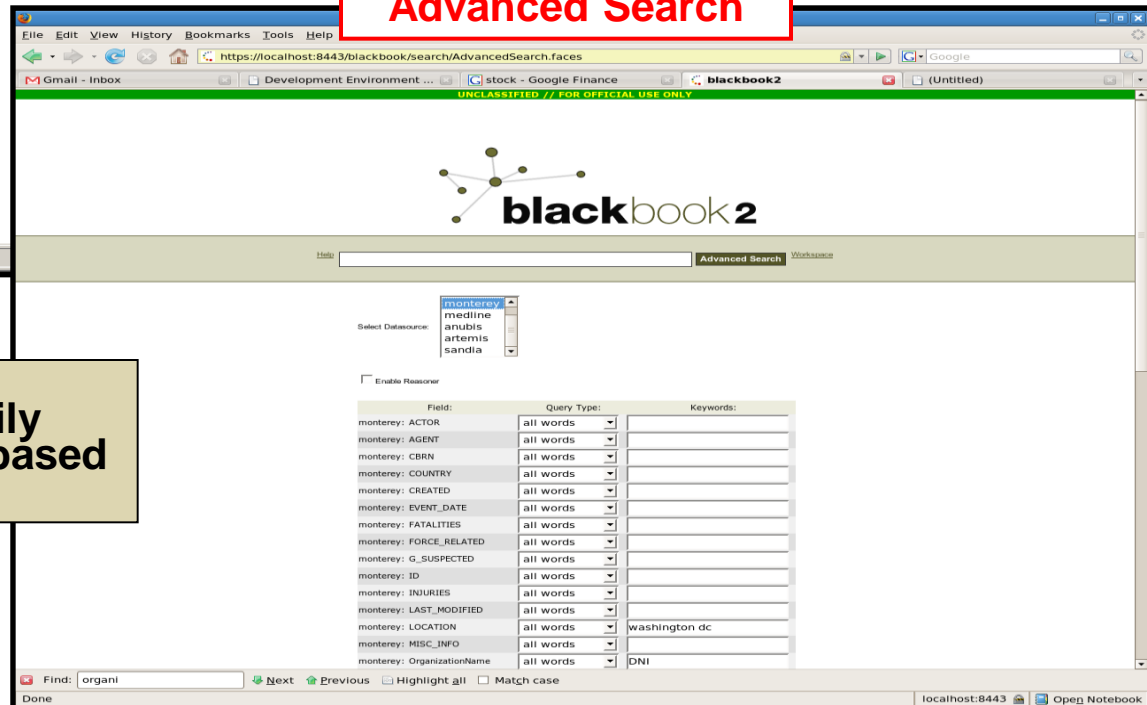 Advanced Search
File Edit View History Bookmarks Tools Help
https://localhost:8443/blackbook/search/AdvancedSearch.faces
Google
Gmail - Inbox
Development Environment ...
stock - Google Finance
blackbook2
(Untitled)
UNCLASSIFIED // FOR OFFICIAL USE ONLY
blackbook2
Help
Advanced Search
Workspace
Select Datasource:
monterey
medline
anubis
artemis
sandia
Enable Reasoner
Field: Query Type: Keywords:
monterey: ACTOR all words
monterey: AGENT all words
monterey: CBRN all words
monterey: COUNTRY all words
monterey: CREATED all words
monterey: EVENT_DATE all words
monterey: FATALITIES all words
monterey: FORCE_RELATED all words
monterey: G_SUSPECTED all words
monterey: ID all words
monterey: INJURIES all words
monterey: LAST_MODIFIED all words
monterey: LOCATION all words washington dc
monterey: MISC_INFO all words
monterey: OrganizationName all words DNI
ily
based
Find: organi Next Previous Highlight all Match case
Done localhost:8443 Open Notebook